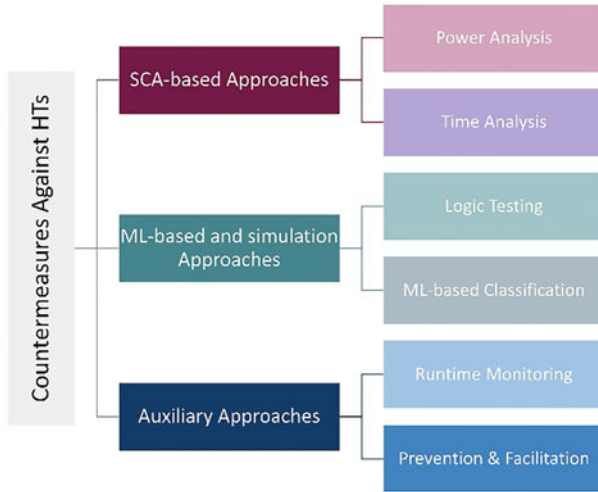 Countermeasures Against HTs
SCA-based Approaches
Power Analysis
Time Analysis
ML-based and simulation
Approaches
Logic Testing
ML-based Classification
Auxiliary Approaches
Runtime Monitoring
Prevention & Facilitation